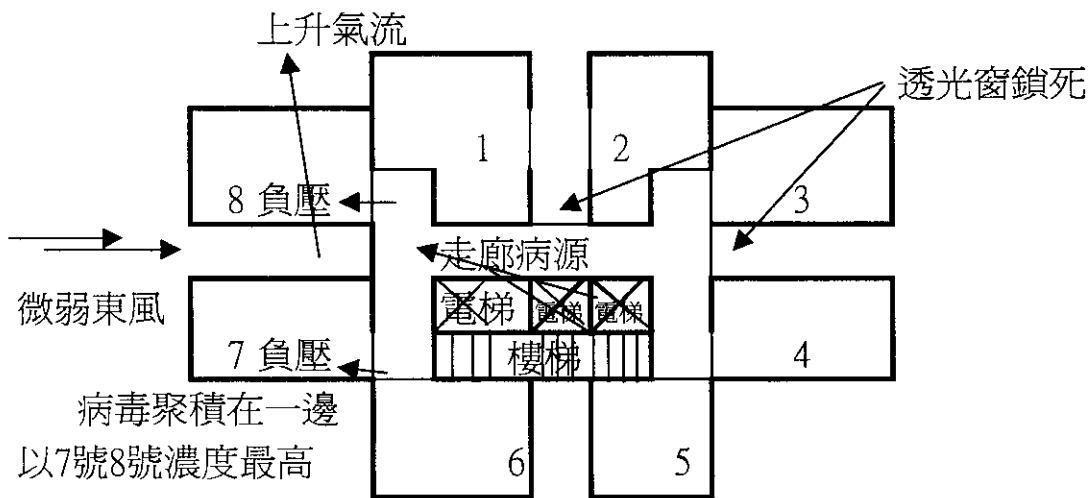 上升氣流
透光窗鎖死
1
2
8 負壓
3
走廊病源
微弱東風
電梯
電梯
電梯
7 負壓
樓梯
4
病毒聚積在一邊
以7號8號濃度最高
6
5